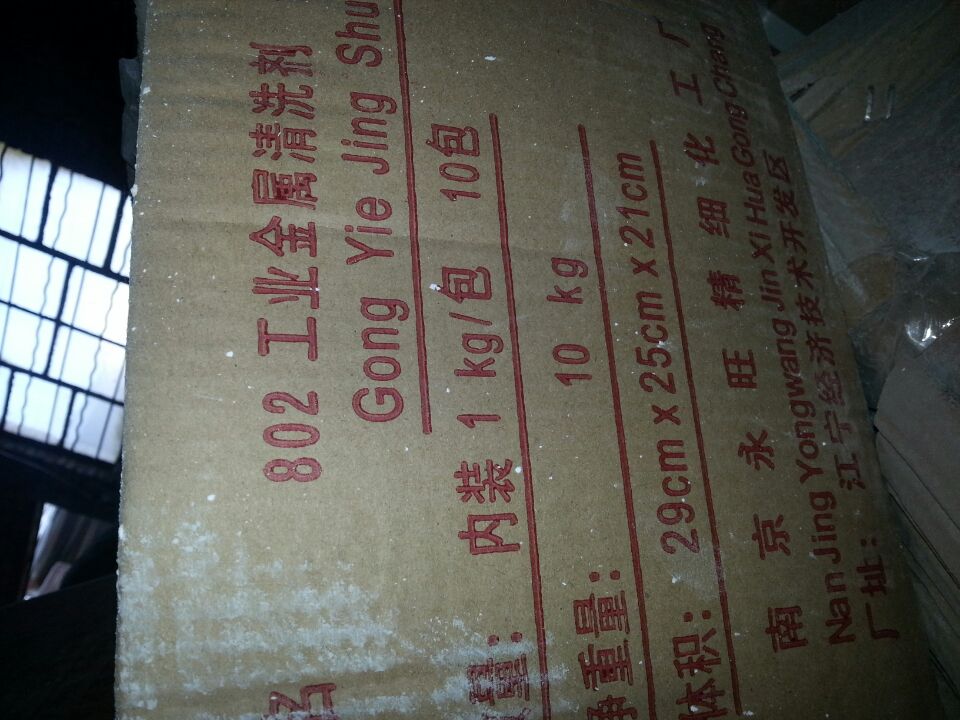 名 802 工业金属清洗剂
Gong Yie Jing Shu
量: 内装 1 kg/包 10包
净重量: 10 kg
体积: 29cm x 25cm x 21cm
南京永旺精细化工厂
Nan Jing Yongwang Jin Xi Hua Gong Chang
厂址: 江宁经济技术开发区